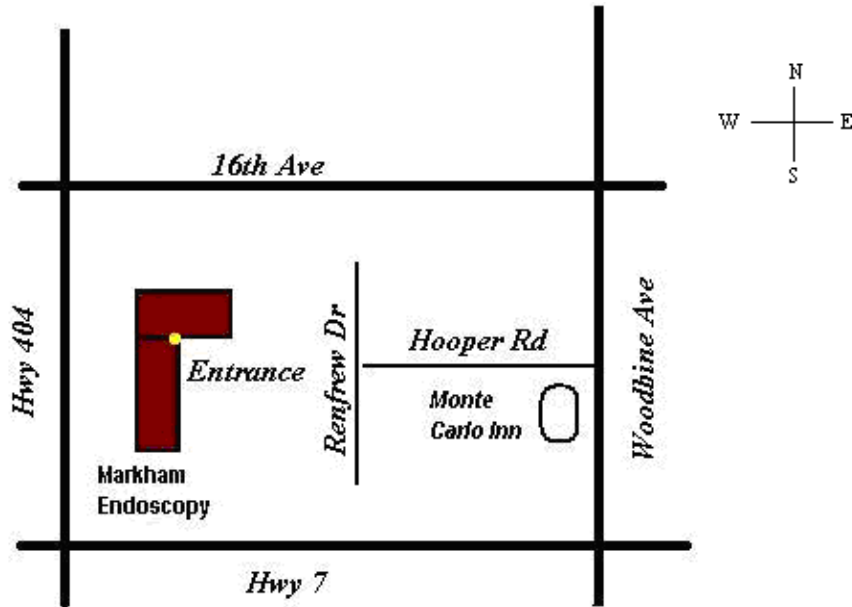 N
W E
S
16th Ave
Hwy 404
Renfrew Dr
Hooper Rd
Woodbine Ave
Entrance
Monte
Carlo Inn
Markham
Endoscopy
Hwy 7